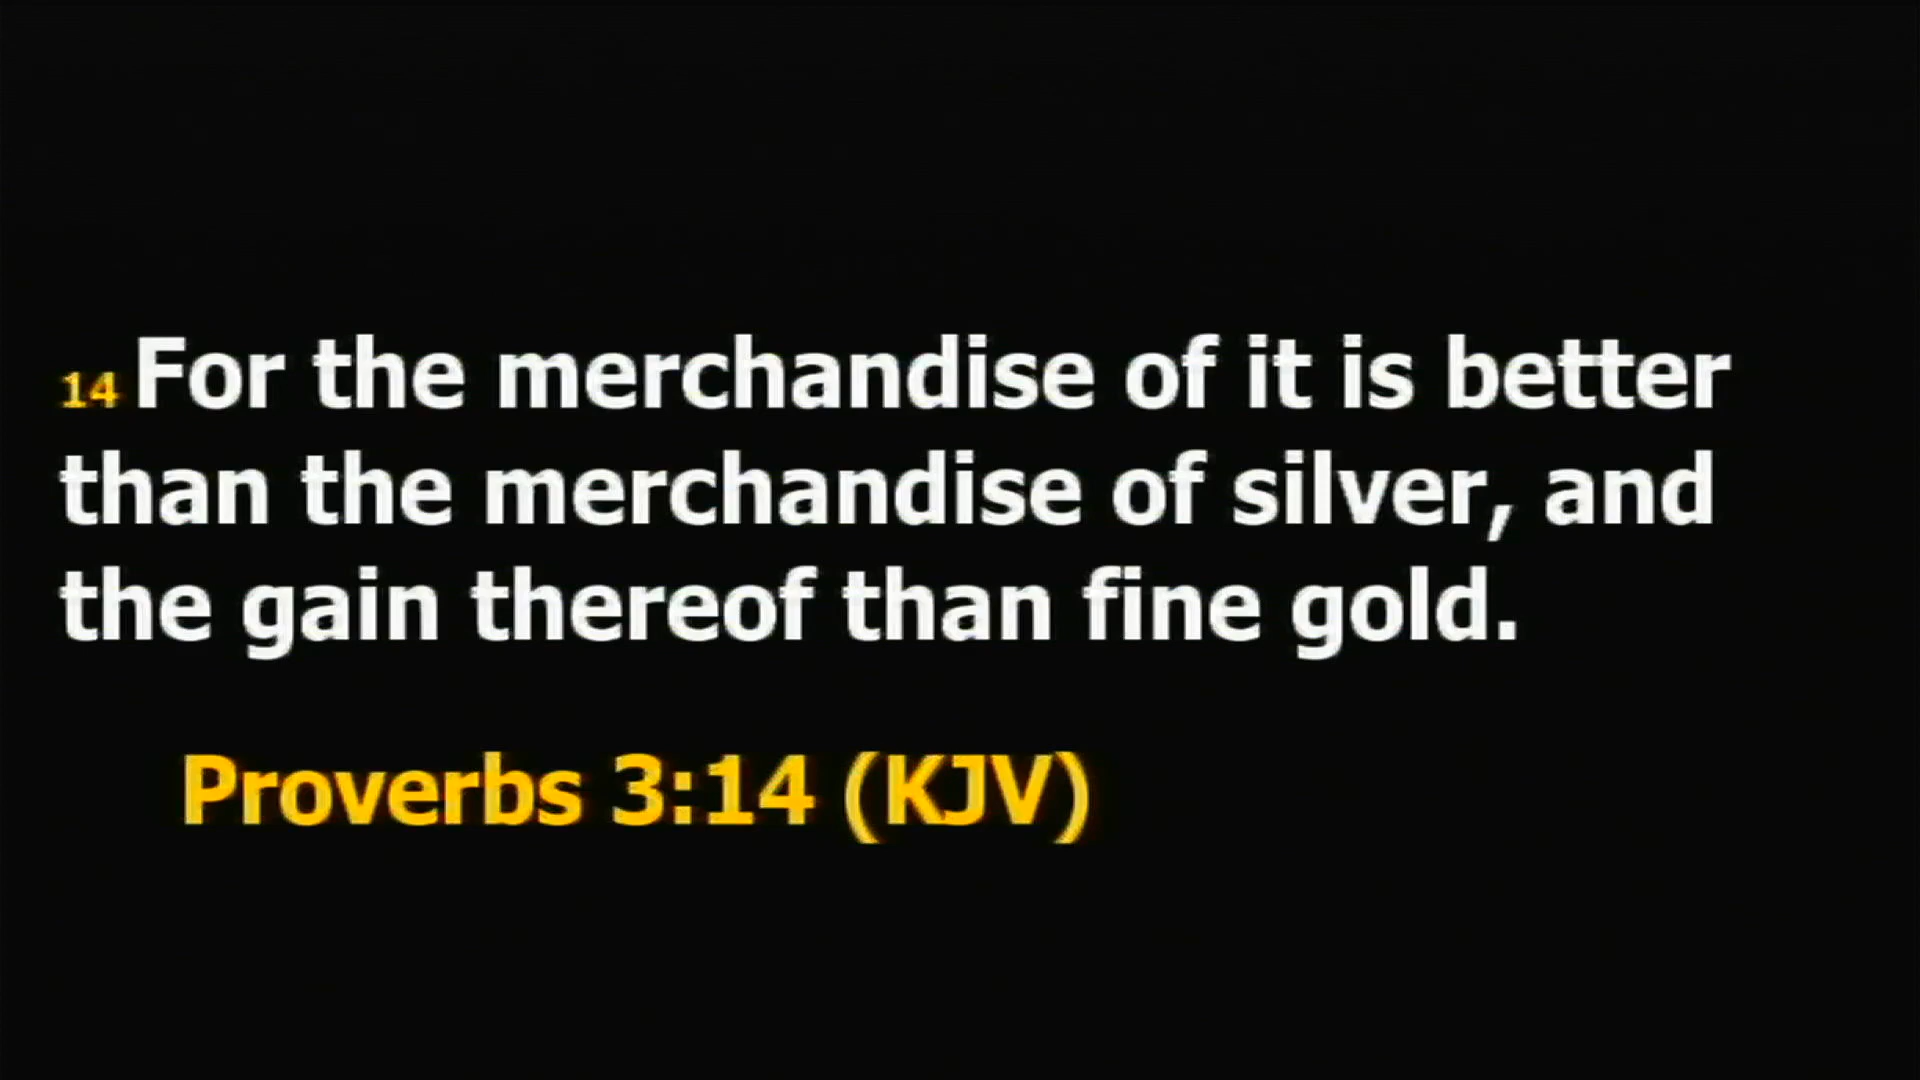 14 For the merchandise of it is better
than the merchandise of silver, and
the gain thereof than fine gold.
Proverbs 3:14 (KJV)